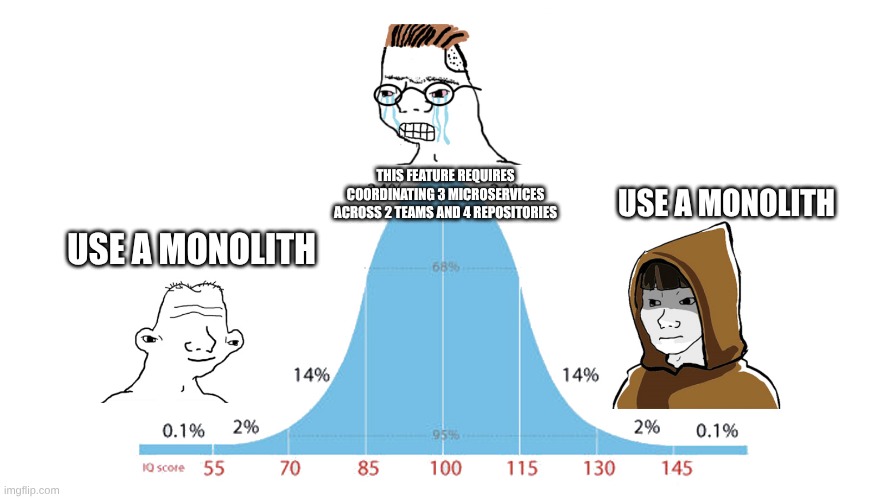 THIS FEATURE REQUIRES
COORDINATING 3 MICROSERVICES
ACROSS 2 TEAMS AND 4 REPOSITORIES
USE A MONOLITH
USE A MONOLITH
68%
14%
14%
95%
0.1%
2%
2%
0.1%
IQ score
55
70
85
100
115
130
145
imgflip.com